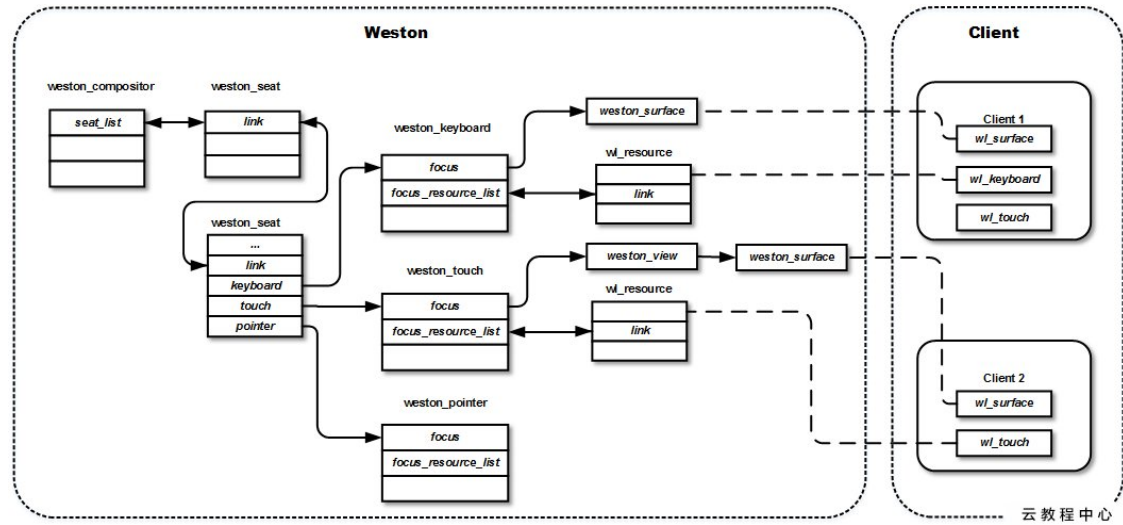 Weston
Client
weston_compositor
seat_list
weston_seat
link
weston_seat
...
link
keyboard
touch
pointer
weston_keyboard
focus
focus_resource_list
weston_surface
wl_resource
link
weston_touch
focus
focus_resource_list
weston_view
weston_surface
wl_resource
link
weston_pointer
focus
focus_resource_list
Client 1
wl_surface
wl_keyboard
wl_touch
Client 2
wl_surface
wl_touch
云教程中心